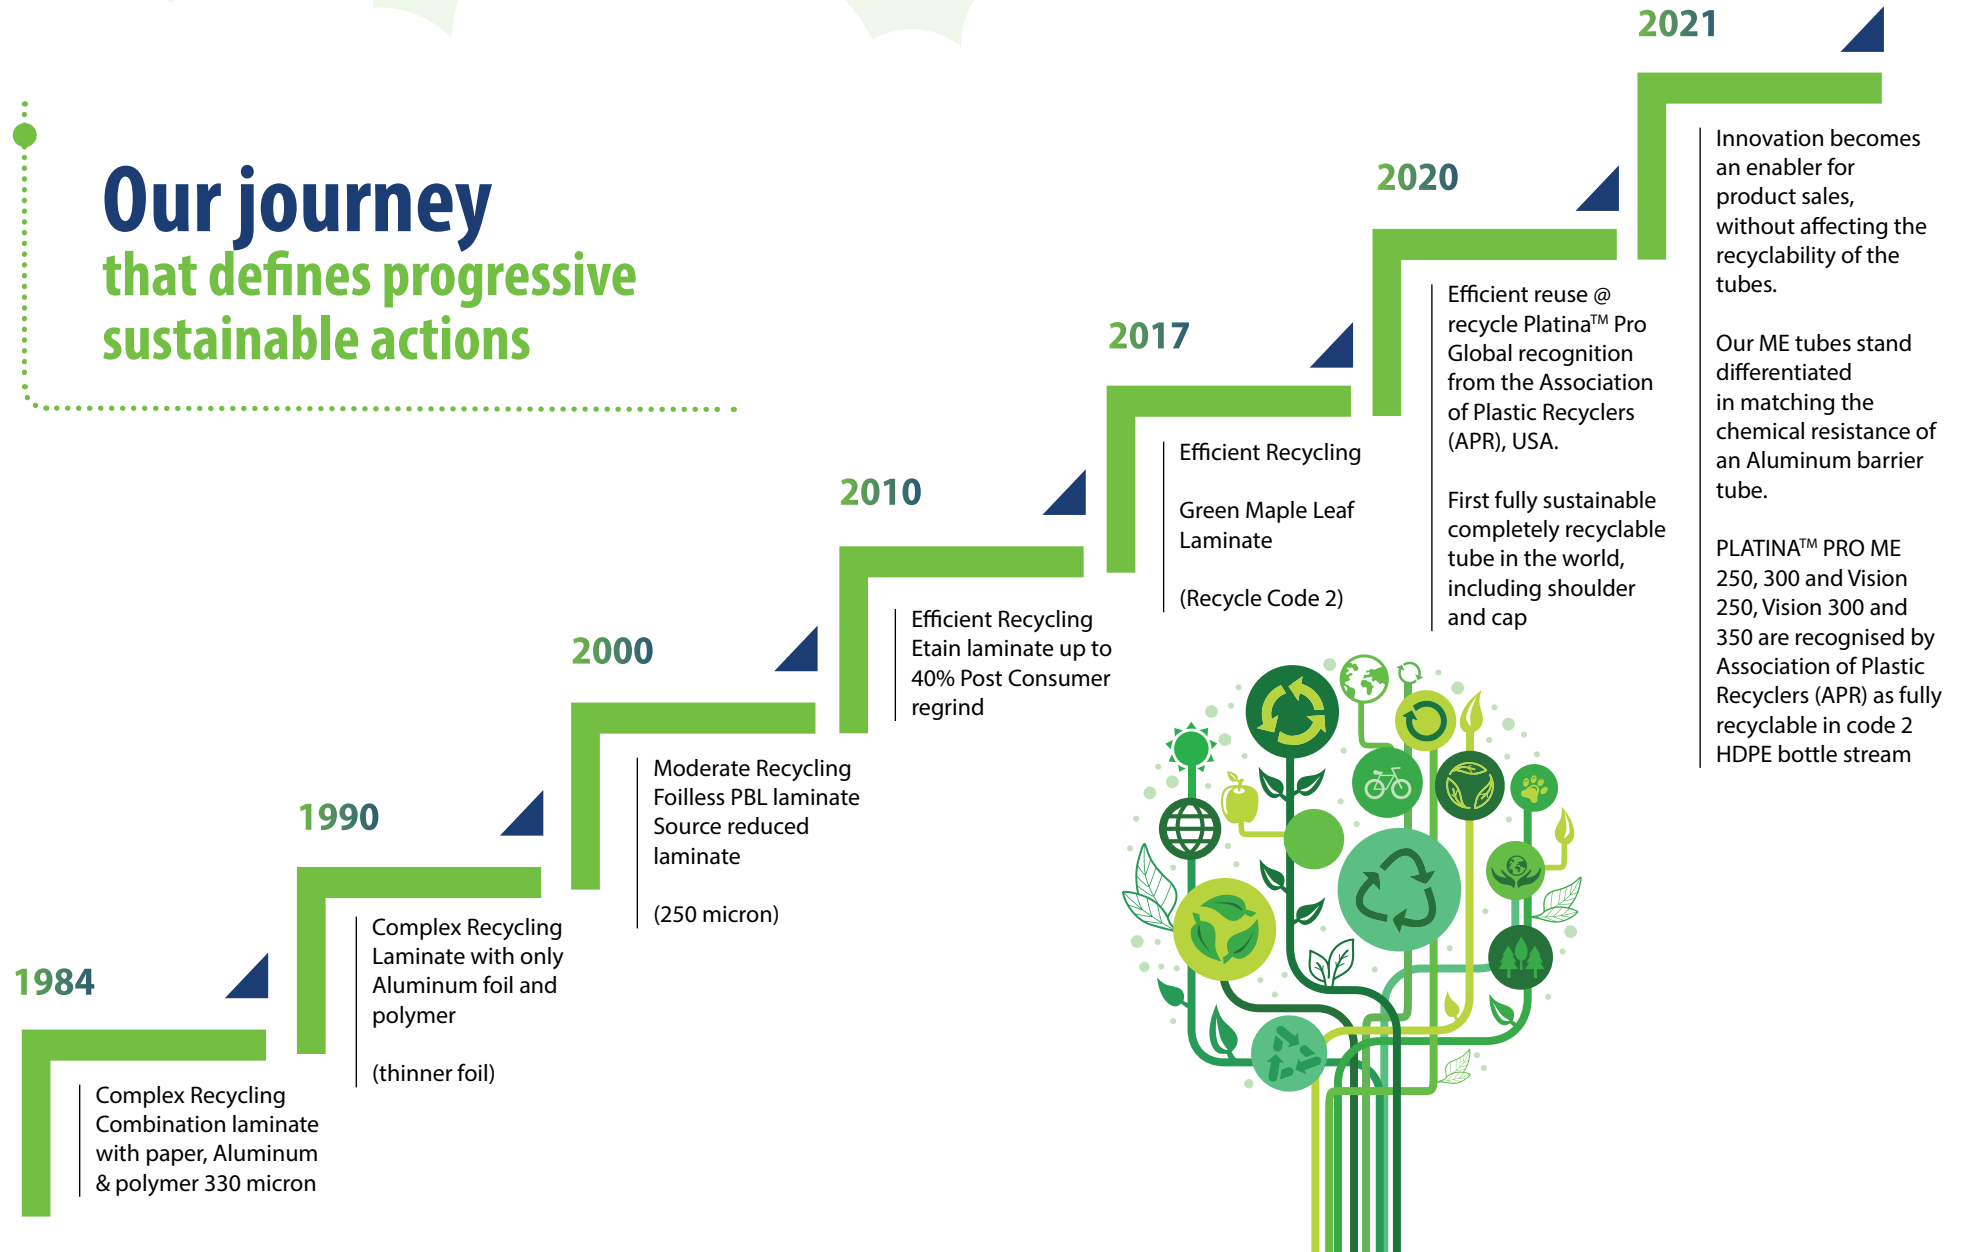 Our journey
that defines progressive
sustainable actions
1984
Complex Recycling
Combination laminate
with paper, Aluminum
& polymer 330 micron
1990
Complex Recycling
Laminate with only
Aluminum foil and
polymer
(thinner foil)
2000
Moderate Recycling
Foilless PBL laminate
Source reduced
laminate
(250 micron)
2010
Efficient Recycling
Etain laminate up to
40% Post Consumer
regrind
2017
Efficient Recycling
Green Maple Leaf
Laminate
(Recycle Code 2)
2020
Efficient reuse @
recycle Platina™ Pro
Global recognition
from the Association
of Plastic Recyclers
(APR), USA.
First fully sustainable
completely recyclable
tube in the world,
including shoulder
and cap
2021
Innovation becomes
an enabler for
product sales,
without affecting the
recyclability of the
tubes.
Our ME tubes stand
differentiated
in matching the
chemical resistance of
an Aluminum barrier
tube.
PLATINA™ PRO ME
250, 300 and Vision
250, Vision 300 and
350 are recognised by
Association of Plastic
Recyclers (APR) as fully
recyclable in code 2
HDPE bottle stream